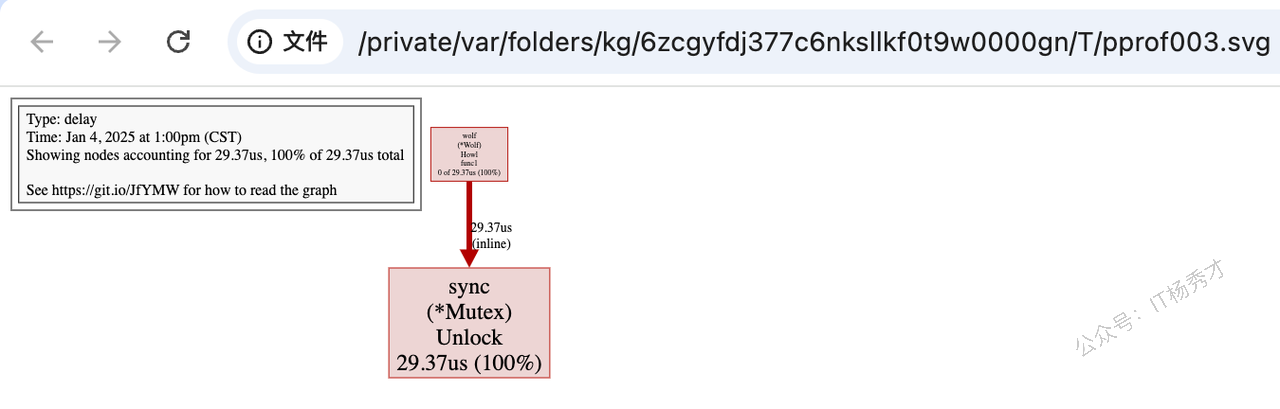 文件
/private/var/folders/kg/6zcgyfdj377c6nksllkf0t9w0000gn/T/pprof003.svg
Type: delay
Time: Jan 4, 2025 at 1:00pm (CST)
Showing nodes accounting for 29.37us, 100% of 29.37us total
See https://git.io/JfYMW for how to read the graph
wolf
(*Wolf)
Howl
func1
0 of 29.37us (100%)
29.37us
(inline)
sync
(*Mutex)
Unlock
29.37us (100%)
公众号：IT杨秀才